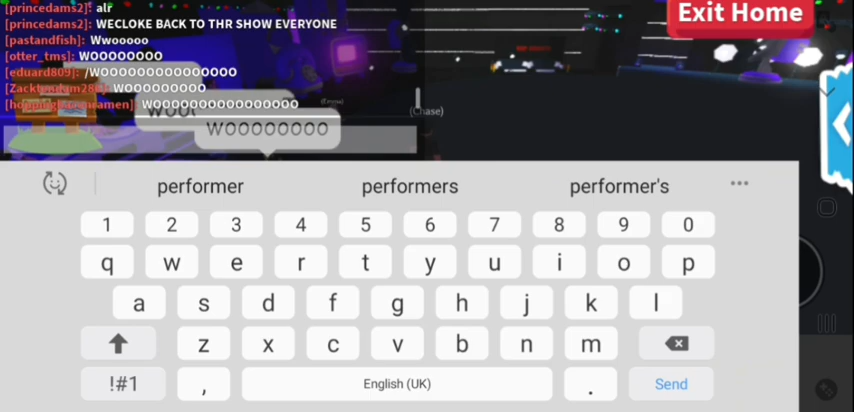 [princedams2]: alr
[princedams2]: WECLOKE BACK TO THR SHOW EVERYONE
[pastandfish]: Wwooooo
[otter_tms]: WOOOOOOOO
[eduard809]: /WOOOOOOOOOOOOOOO
WOOOOOOOOO
WOOOOOOOOOOOOOOOO
WOOOOOOOO
(Chase)
Exit Home
performer performers performer's
1 2 3 4 5 6 7 8 9 0
q w e r t y u i o p
a s d f g h j k l
z x c v b n m
!#1 , English (UK) . Send